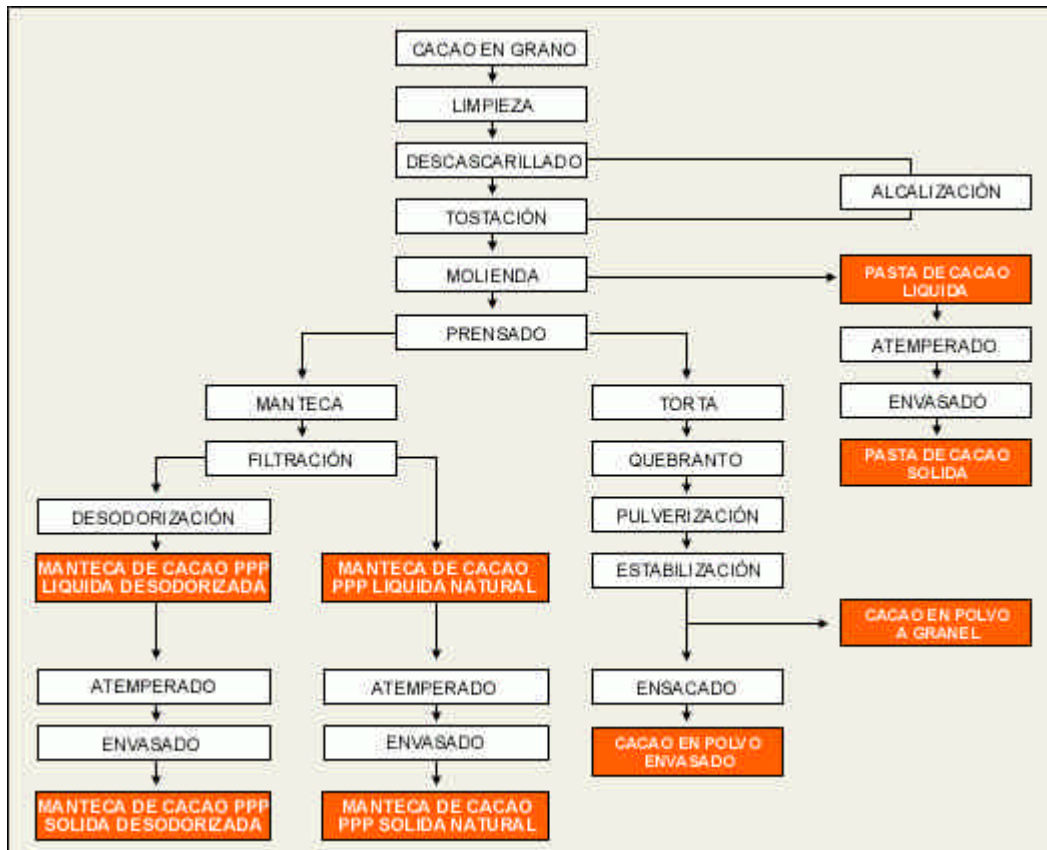 CACAO EN GRANO
LIMPIEZA
DESCASCARILLADO
ALCALIZACIÓN
TOSTACIÓN
MOLIENDA
PASTA DE CACAO
LIQUIDA
PRENSADO
ATEMPERADO
MANTECA
TORTA
ENVASADO
FILTRACIÓN
QUEBRANTO
PASTA DE CACAO
SOLIDA
DESODORIZACIÓN
PULVERIZACIÓN
MANTECA DE CACAO PPP
LIQUIDA DESODORIZADA
MANTECA DE CACAO
PPP LIQUIDA NATURAL
ESTABILIZACIÓN
CACAO EN POLVO
A GRANEL
ATEMPERADO
ATEMPERADO
ENSACADO
ENVASADO
ENVASADO
CACAO EN POLVO
ENVASADO
MANTECA DE CACAO PPP
SOLIDA DESODORIZADA
MANTECA DE CACAO
PPP SOLIDA NATURAL